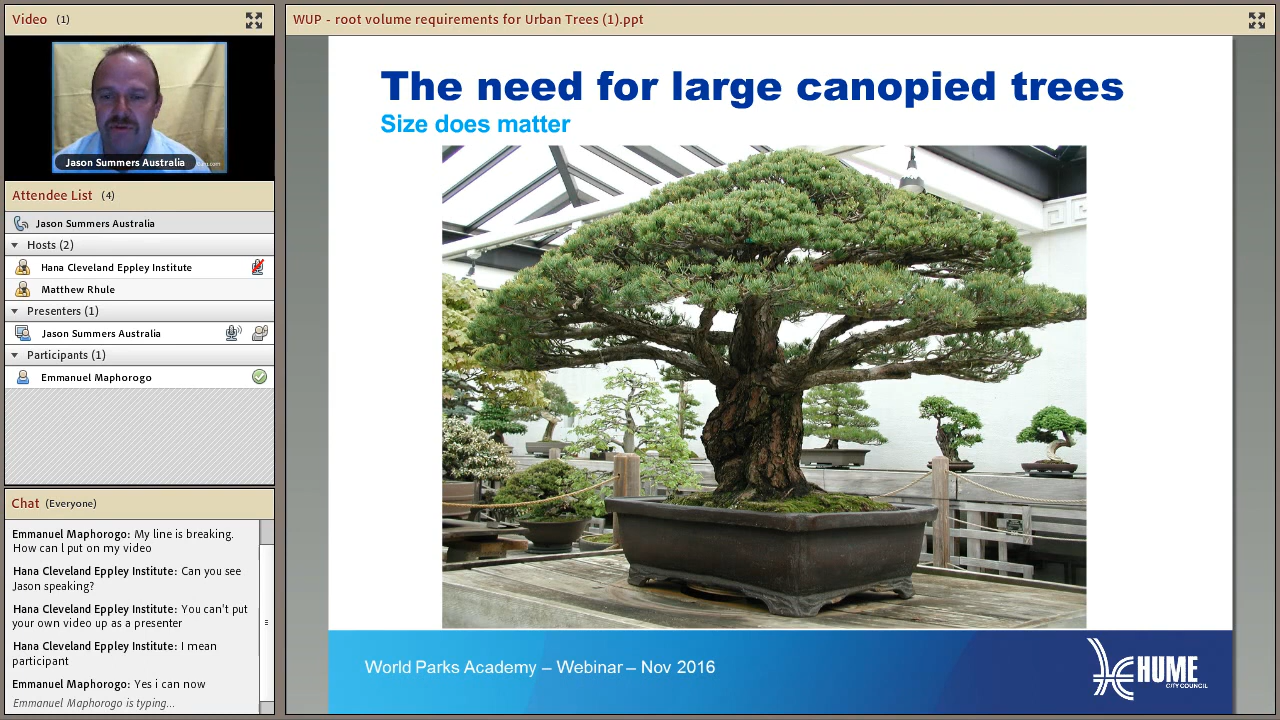 Video (1)
Jason Summers Australia
Attendee List (4)
Jason Summers Australia
Hosts (2)
Hana Cleveland Eppley Institute
Matthew Rhule
Presenters (1)
Jason Summers Australia
Participants (1)
Emmanuel Maphorogo
Chat (Everyone)
Emmanuel Maphorogo: My line is breaking.
How can l put on my video
Hana Cleveland Eppley Institute: Can you see
Jason speaking?
Hana Cleveland Eppley Institute: You can't put
your own video up as a presenter
Hana Cleveland Eppley Institute: I mean
participant
Emmanuel Maphorogo: Yes i can now
Emmanuel Maphorogo is typing...
WUP - root volume requirements for Urban Trees (1).ppt
The need for large canopied trees
Size does matter
World Parks Academy – Webinar – Nov 2016
HUME
CITY COUNCIL